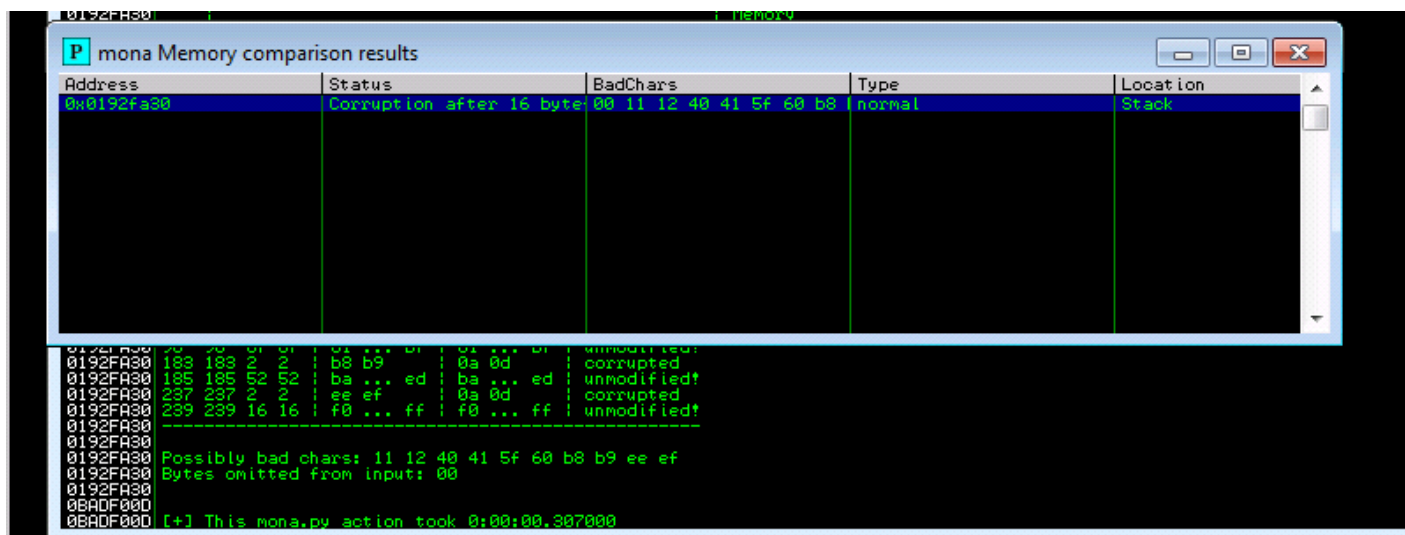 0192FA30 ; ; Memory
P mona Memory comparison results
Address Status BadChars Type Location
0x0192fa30 Corruption after 16 byte 00 11 12 40 41 5f 60 b8 normal Stack
0192FA30 unmodified!
0192FA30 183 183 2 2 | b8 b9 | 0a 0d | corrupted
0192FA30 185 185 52 52 | ba ... ed | ba ... ed | unmodified!
0192FA30 237 237 2 2 | ee ef | 0a 0d | corrupted
0192FA30 239 239 16 16 | f0 ... ff | f0 ... ff | unmodified!
0192FA30 ---------------------------------------------------
0192FA30
0192FA30 Possibly bad chars: 11 12 40 41 5f 60 b8 b9 ee ef
0192FA30 Bytes omitted from input: 00
0192FA30
0BADF00D
0BADF00D [+] This mona.py action took 0:00:00.307000